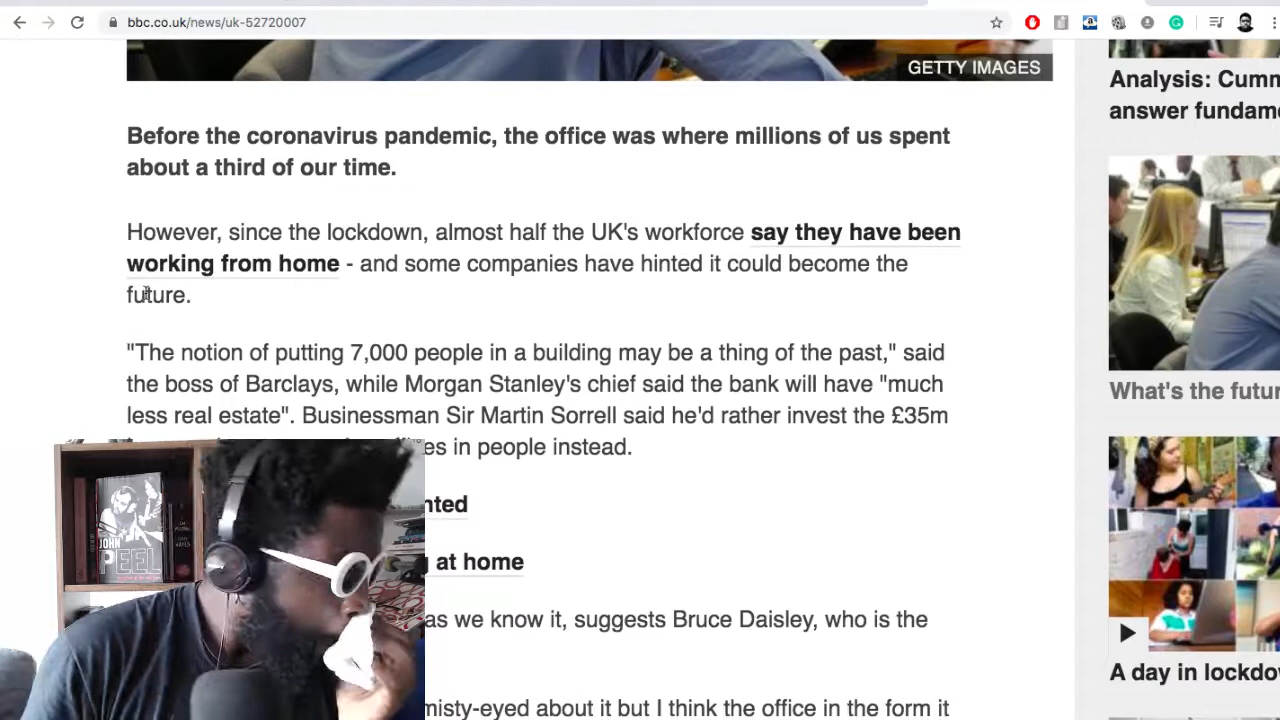 bbc.co.uk/news/uk-52720007
GETTY IMAGES
Before the coronavirus pandemic, the office was where millions of us spent
about a third of our time.
However, since the lockdown, almost half the UK's workforce say they have been
working from home - and some companies have hinted it could become the
future.
"The notion of putting 7,000 people in a building may be a thing of the past," said
the boss of Barclays, while Morgan Stanley's chief said the bank will have "much
less real estate". Businessman Sir Martin Sorrell said he'd rather invest the £35m
in people instead.
at home
as we know it, suggests Bruce Daisley, who is the
misty-eyed about it but I think the office in the form it
Analysis:
answer
What's the
A day in
JOHN
PEEL